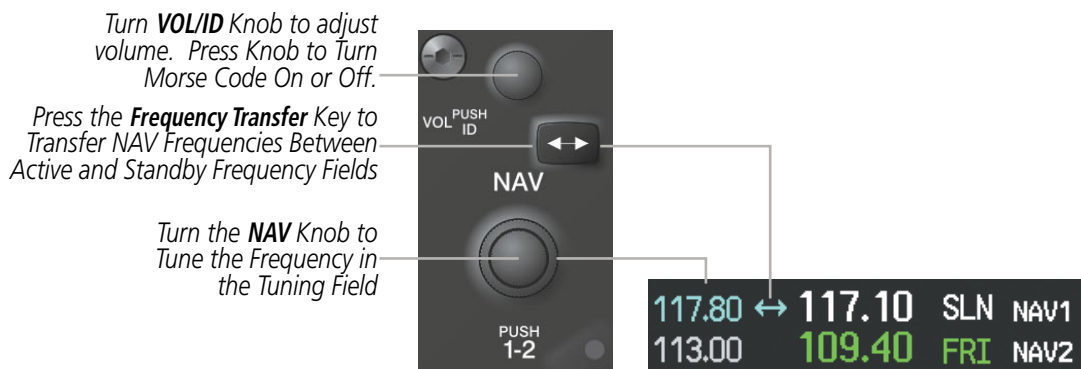 Turn VOL/ID Knob to adjust
volume. Press Knob to Turn
Morse Code On or Off.
Press the Frequency Transfer Key to
Transfer NAV Frequencies Between
Active and Standby Frequency Fields
Turn the NAV Knob to
Tune the Frequency in
the Tuning Field
VOL PUSH
ID
NAV
PUSH
1-2
117.80 ↔ 117.10 SLN NAV1
113.00 109.40 FRI NAV2